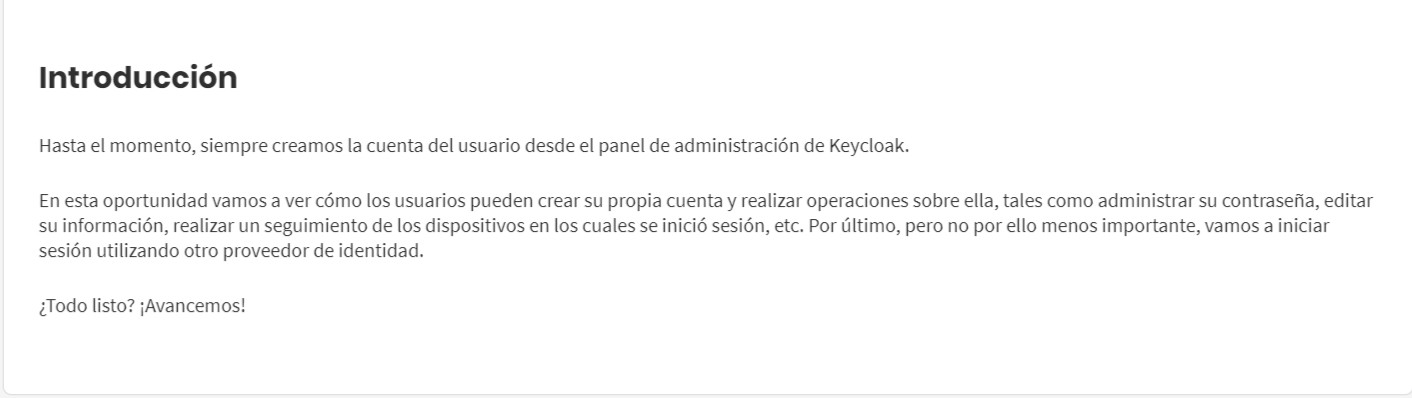 Introducción
Hasta el momento, siempre creamos la cuenta del usuario desde el panel de administración de Keycloak.
En esta oportunidad vamos a ver cómo los usuarios pueden crear su propia cuenta y realizar operaciones sobre ella, tales como administrar su contraseña, editar
su información, realizar un seguimiento de los dispositivos en los cuales se inició sesión, etc. Por último, pero no por ello menos importante, vamos a iniciar
sesión utilizando otro proveedor de identidad.
¿Todo listo? ¡Avancemos!